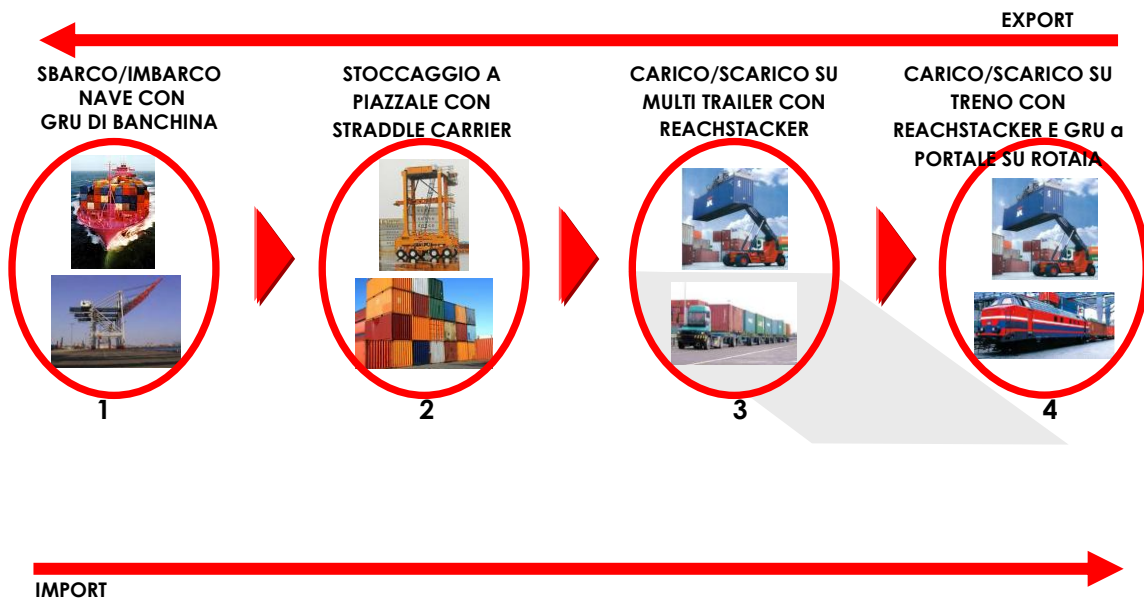 EXPORT
SBARCO/IMBARCO
NAVE CON
GRU DI BANCHINA
STOCCAGGIO A
PIAZZALE CON
STRADDLE CARRIER
CARICO/SCARICO SU
MULTI TRAILER CON
REACHSTACKER
CARICO/SCARICO SU
TRENO CON
REACHSTACKER E GRU a
PORTALE SU ROTAIA
1
2
3
4
IMPORT